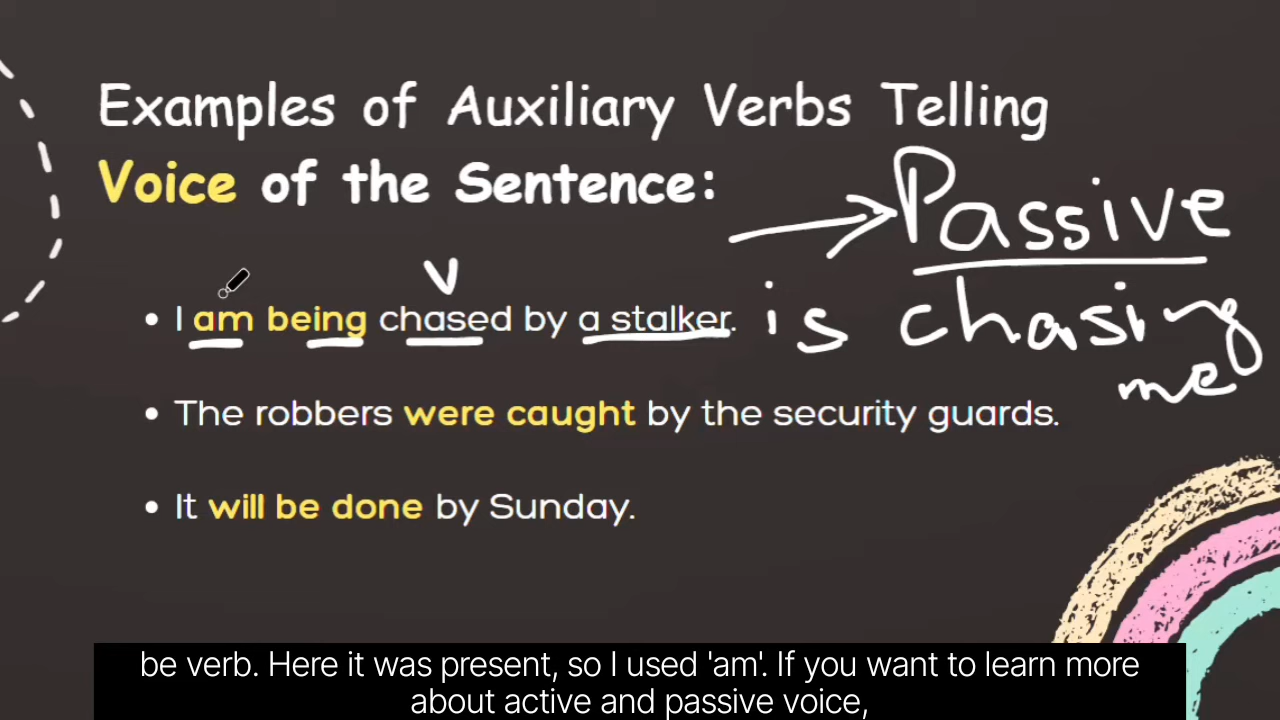 Examples of Auxiliary Verbs Telling
Voice of the Sentence:
Passive
V
• I am being chased by a stalker. is chasing
me
• The robbers were caught by the security guards.
• It will be done by Sunday.
be verb. Here it was present, so I used 'am'. If you want to learn more
about active and passive voice,